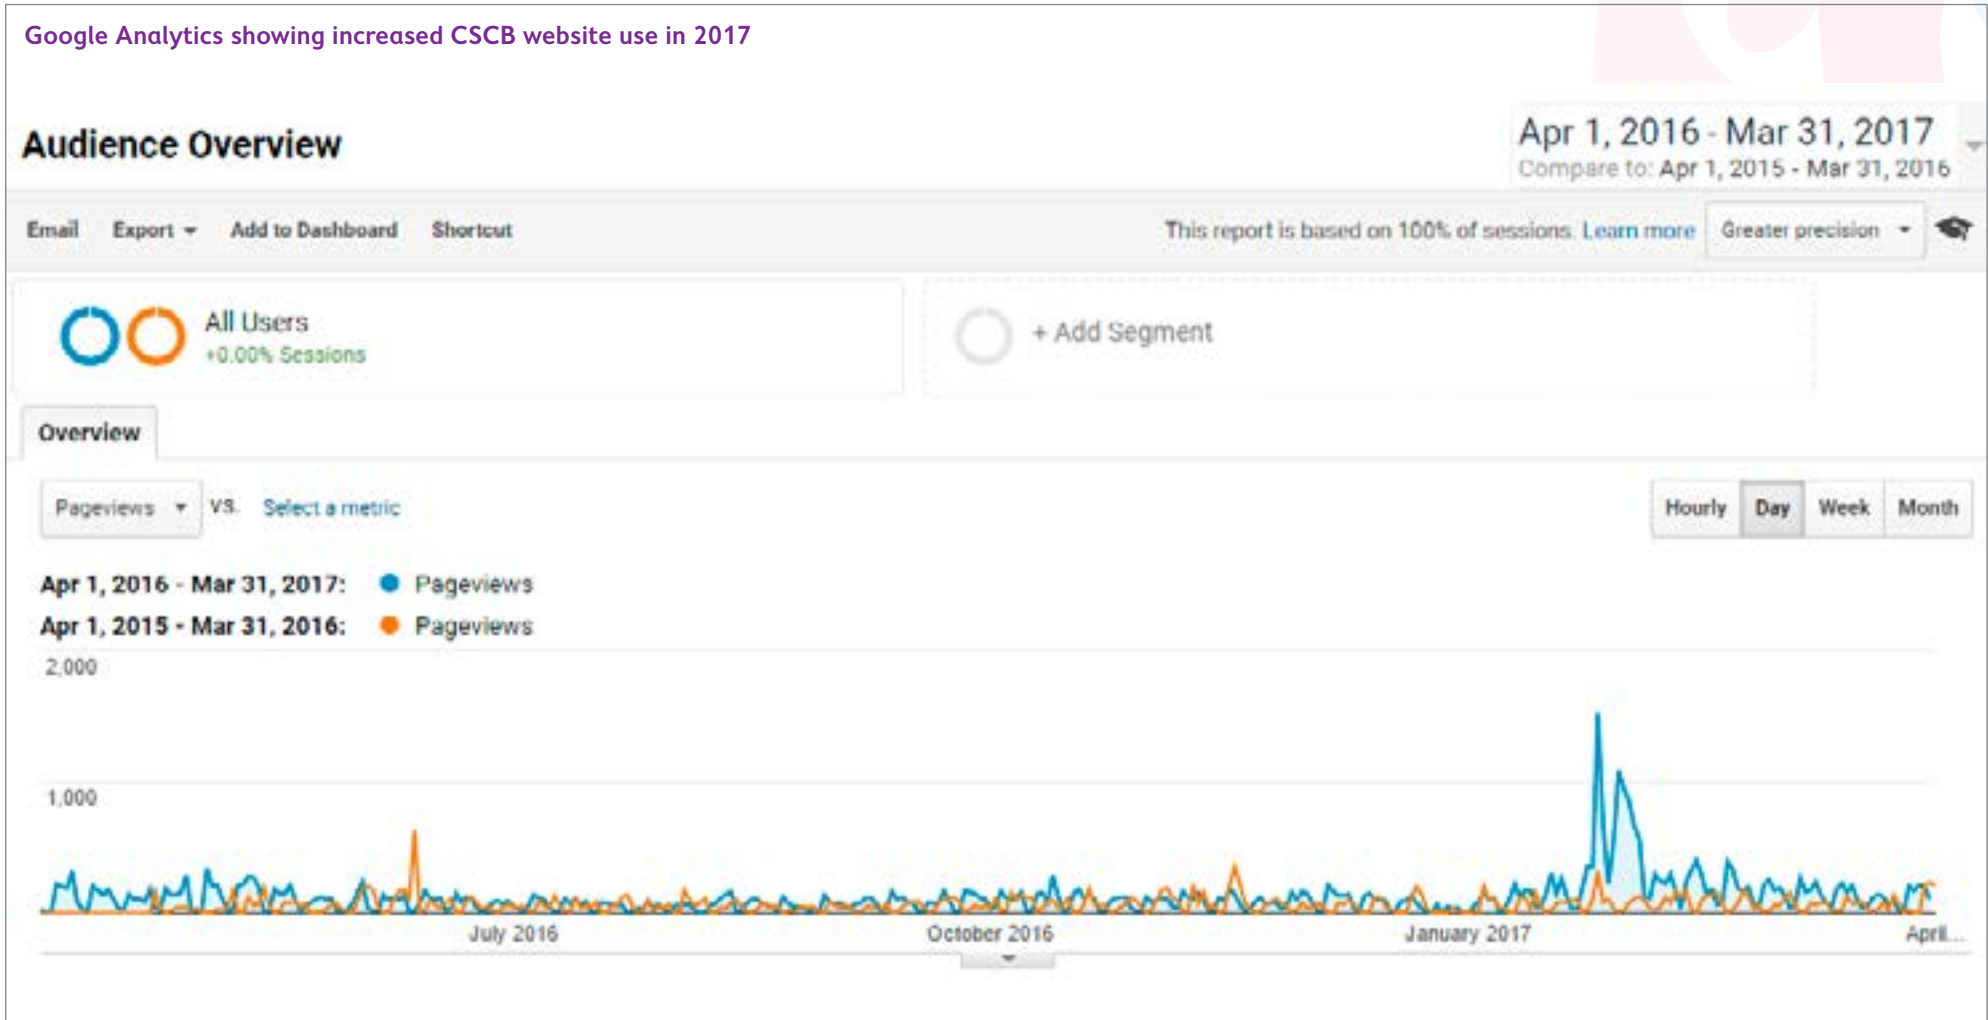 Google Analytics showing increased CSCB website use in 2017
Audience Overview
Apr 1, 2016 - Mar 31, 2017
Compare to: Apr 1, 2015 - Mar 31, 2016
Email Export Add to Dashboard Shortcut
This report is based on 100% of sessions. Learn more Greater precision
All Users
+0.00% Sessions
+ Add Segment
Overview
Pageviews VS. Select a metric
Hourly Day Week Month
Apr 1, 2016 - Mar 31, 2017: Pageviews
Apr 1, 2015 - Mar 31, 2016: Pageviews
2,000
1,000
July 2016 October 2016 January 2017 April...